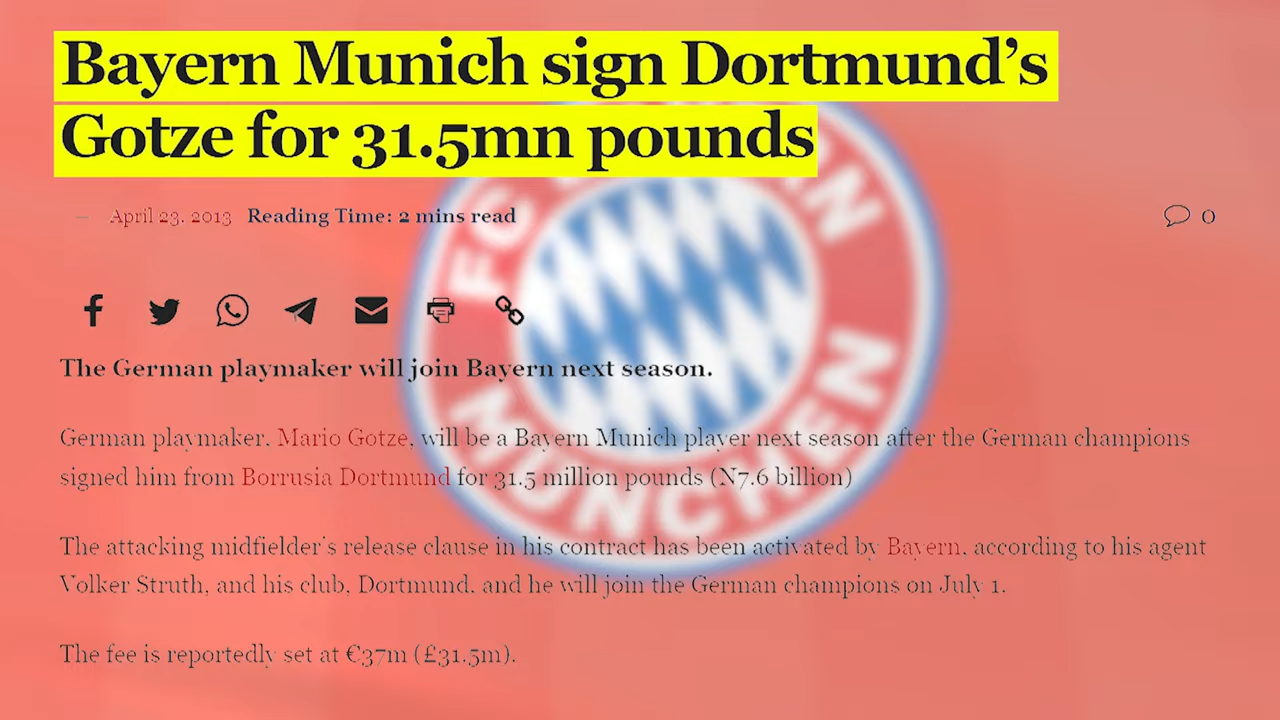 Bayern Munich sign Dortmund’s
Gotze for 31.5mn pounds
— April 23, 2013 Reading Time: 2 mins read 0
The German playmaker will join Bayern next season.
German playmaker, Mario Gotze, will be a Bayern Munich player next season after the German champions
signed him from Borrusia Dortmund for 31.5 million pounds (N7.6 billion)
The attacking midfielder's release clause in his contract has been activated by Bayern, according to his agent
Volker Struth, and his club, Dortmund, and he will join the German champions on July 1.
The fee is reportedly set at €37m (£31.5m).
FC B RN
MÜNCHEN